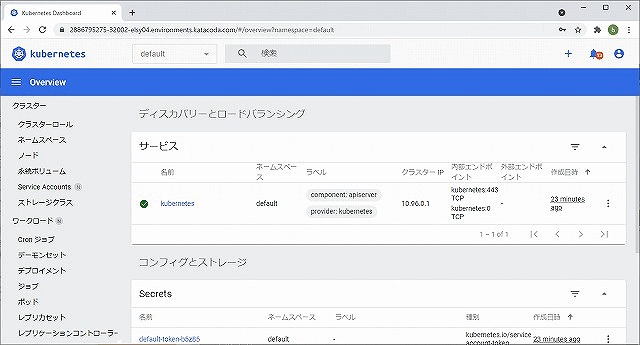 Kubernetes Dashboard
2886795275-32002-elsy04.environments.katacoda.com/#/overview?namespace=default
kubernetes
default
検索
Overview
クラスター
クラスターロール
ネームスペース
ノード
永続ボリューム
Service Accounts N
ストレージクラス
ワークロード N
Cron ジョブ
デーモンセット
デプロイメント
ジョブ
ポッド
レプリカセット
レプリケーションコントローラー
ディスカバリーとロードバランシング
サービス
名前 ネームスペース ラベル クラスター IP 内部エンドポイント 外部エンドポイント 作成日時
kubernetes default component: apiserver provider: kubernetes 10.96.0.1 kubernetes:443 TCP kubernetes:0 TCP - 23 minutes ago
1 – 1 of 1
コンフィグとストレージ
Secrets
名前 ネームスペース ラベル 種別 作成日時
default-token-b5z85 default - kubernetes.io/service-account-token 23 minutes ago